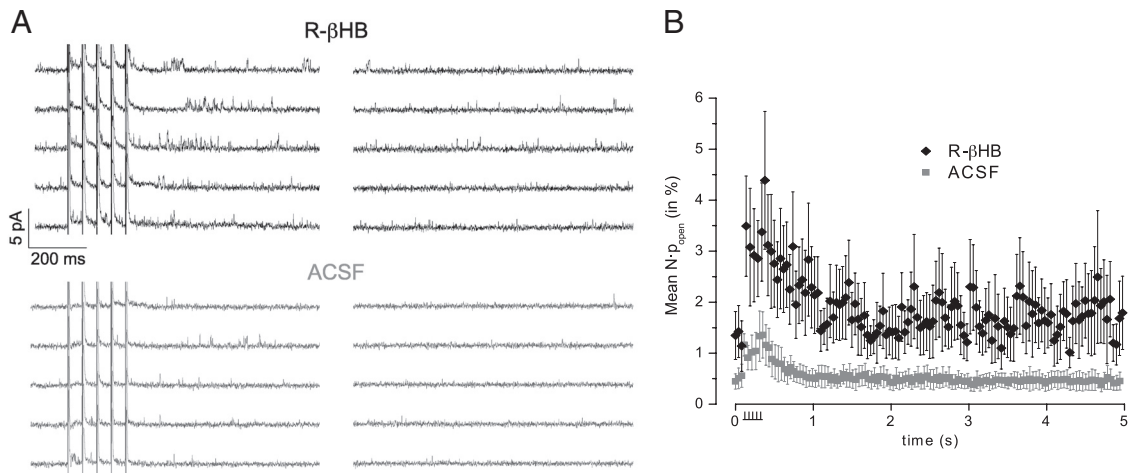 A
R-βHB
5 pA
200 ms
ACSF
B
Mean N·p_open (in %)
6
5
4
3
2
1
0
R-βHB
ACSF
0 1 2 3 4 5
time (s)